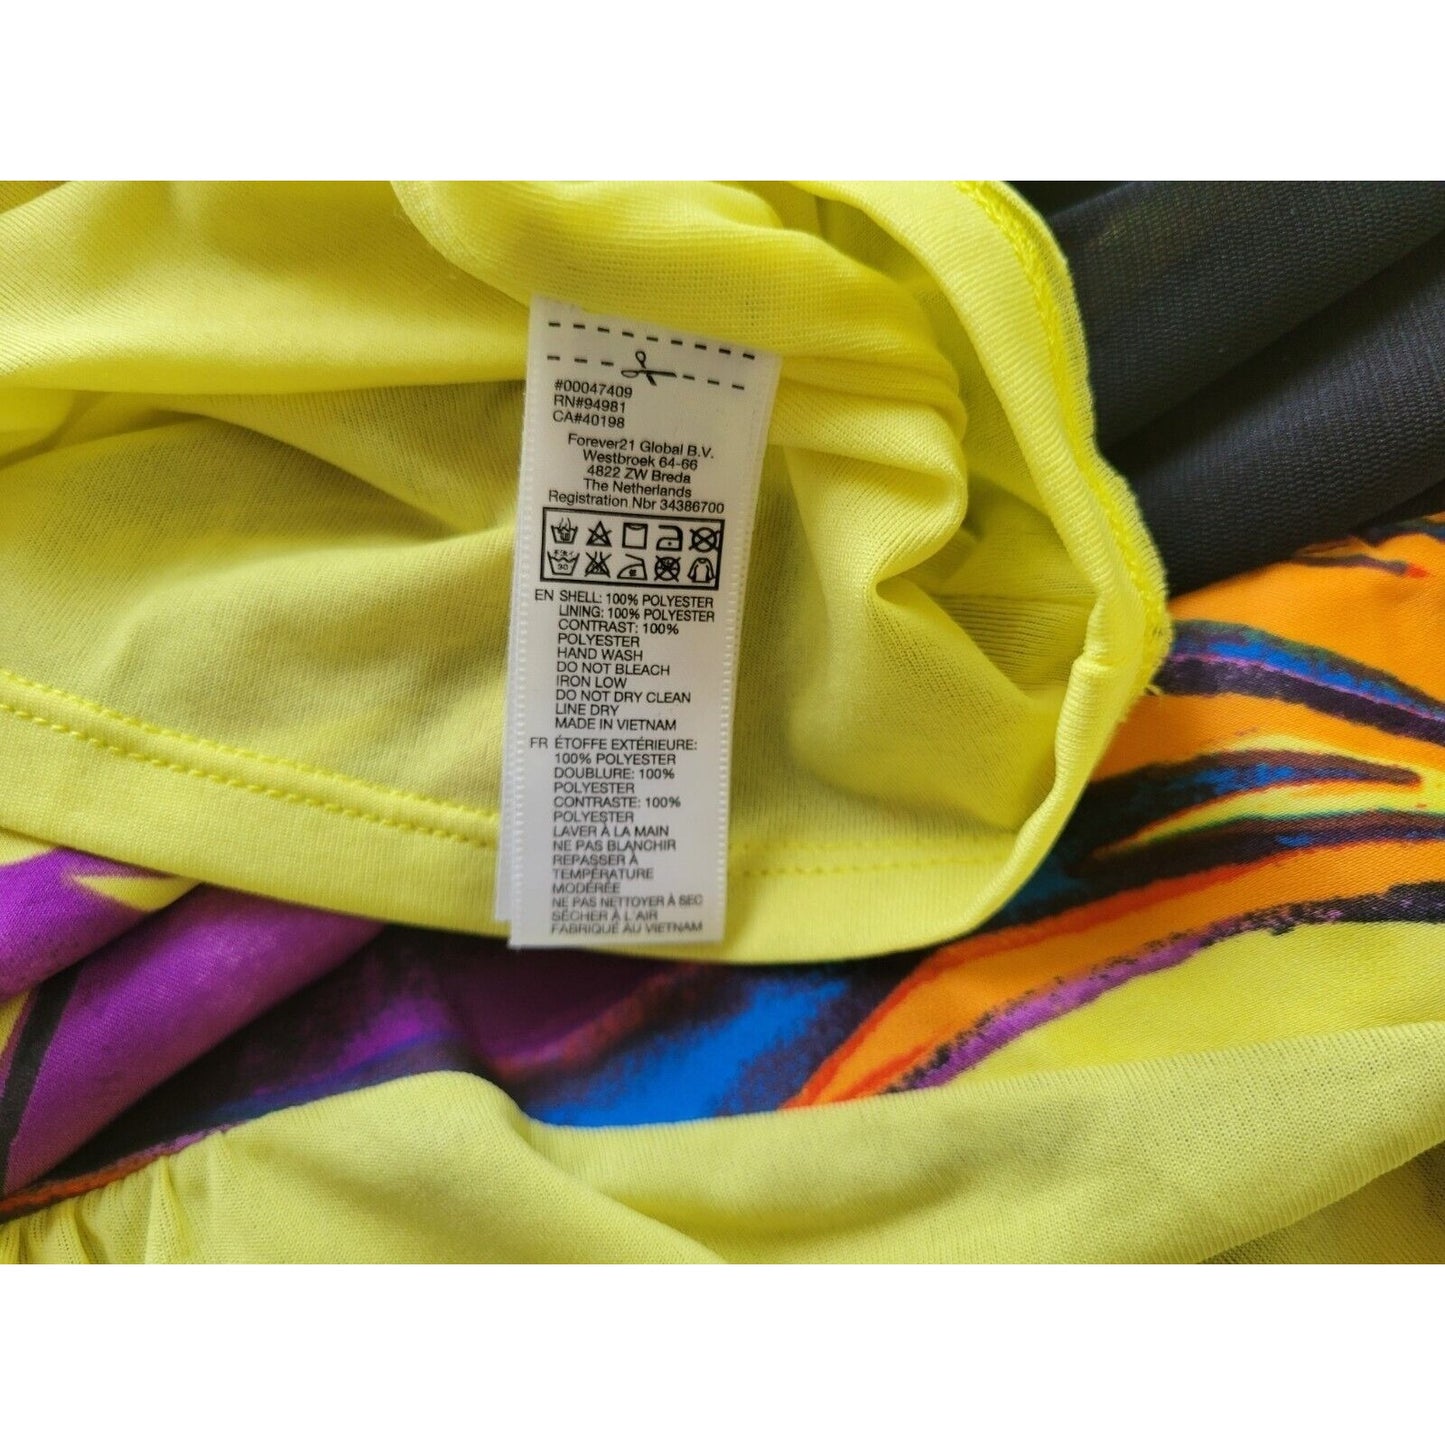 #00047409
RN#94981
CA#40198
Forever21 Global B.V.
Westbroek 64-66
4822 ZW Breda
The Netherlands
Registration Nbr 34386700
30
EN SHELL: 100% POLYESTER
LINING: 100% POLYESTER
CONTRAST: 100%
POLYESTER
HAND WASH
DO NOT BLEACH
IRON LOW
DO NOT DRY CLEAN
LINE DRY
MADE IN VIETNAM
FR ÉTOFFE EXTÉRIEURE:
100% POLYESTER
DOUBLURE: 100%
POLYESTER
CONTRASTE: 100%
POLYESTER
LAVER À LA MAIN
NE PAS BLANCHIR
REPASSER À
TEMPÉRATURE
MODÉRÉE
NE PAS NETTOYER À SEC
SÉCHER À L'AIR
FABRIQUÉ AU VIETNAM